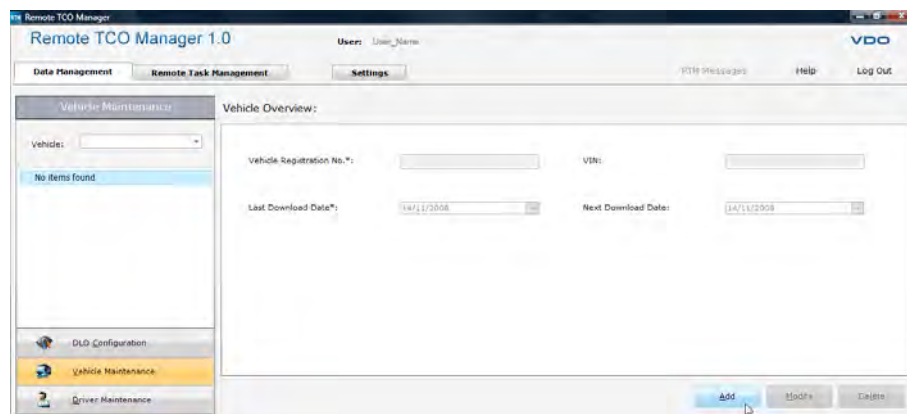 Remote TCO Manager
Remote TCO Manager 1.0 User: User_Name VDO
Data Management Remote Task Management Settings RTM Messages Help Log Out
Vehicle Maintenance Vehicle Overview:
Vehicle:
No items found
Vehicle Registration No.*: VIN:
Last Download Date*: 14/11/2008 Next Download Date: 14/11/2008
DLD Configuration
Vehicle Maintenance
Driver Maintenance
Add Modify Delete